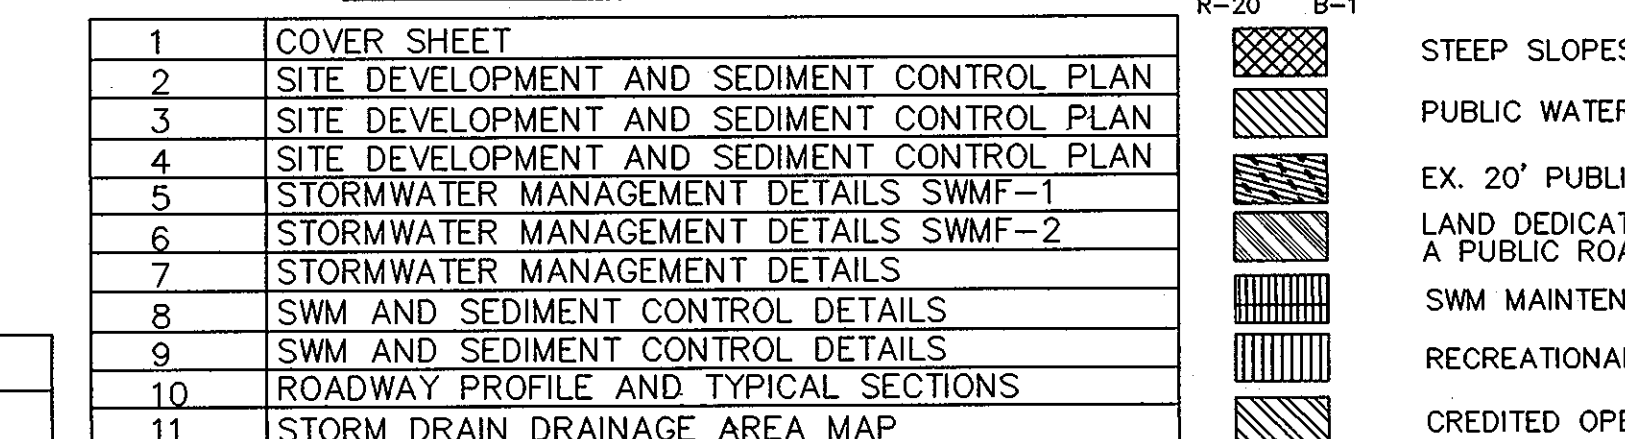 R-20 B-1
1 COVER SHEET
2 SITE DEVELOPMENT AND SEDIMENT CONTROL PLAN
3 SITE DEVELOPMENT AND SEDIMENT CONTROL PLAN
4 SITE DEVELOPMENT AND SEDIMENT CONTROL PLAN
5 STORMWATER MANAGEMENT DETAILS SWMF-1
6 STORMWATER MANAGEMENT DETAILS SWMF-2
7 STORMWATER MANAGEMENT DETAILS
8 SWM AND SEDIMENT CONTROL DETAILS
9 SWM AND SEDIMENT CONTROL DETAILS
10 ROADWAY PROFILE AND TYPICAL SECTIONS
11 STORM DRAIN DRAINAGE AREA MAP
STEEP SLOPES
PUBLIC WATER
EX. 20' PUBLI
LAND DEDICAT
A PUBLIC ROA
SWM MAINTEN
RECREATIONAL
CREDITED OPE